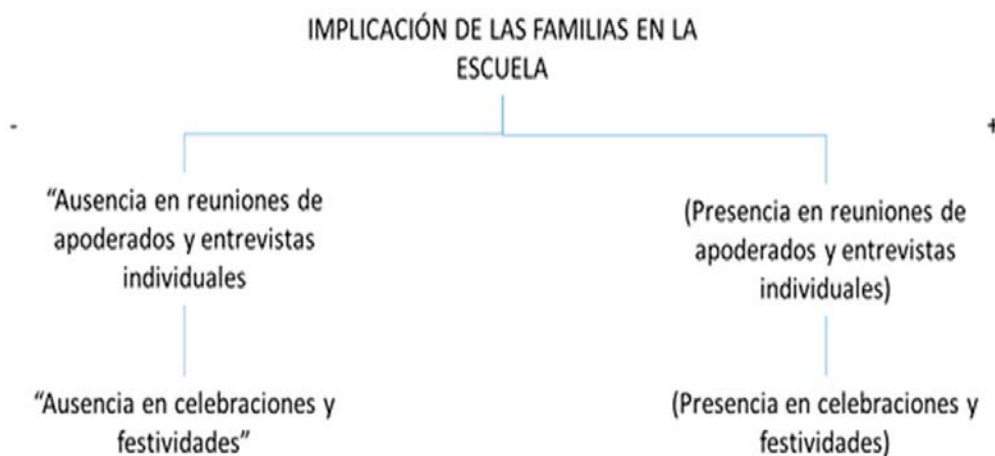 IMPLICACIÓN DE LAS FAMILIAS EN LA
ESCUELA
-
+
“Ausencia en reuniones de
apoderados y entrevistas
individuales
(Presencia en reuniones de
apoderados y entrevistas
individuales)
“Ausencia en celebraciones y
festividades”
(Presencia en celebraciones y
festividades)